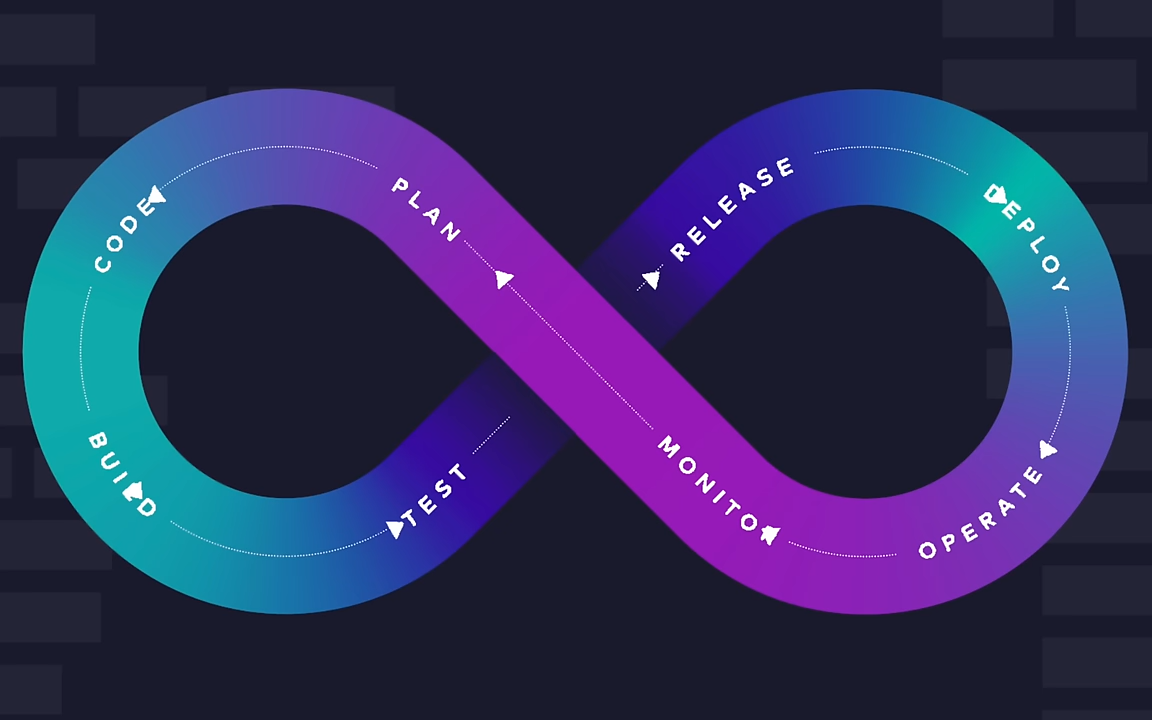 PLAN
CODE
BUILD
TEST
RELEASE
DEPLOY
OPERATE
MONITOR